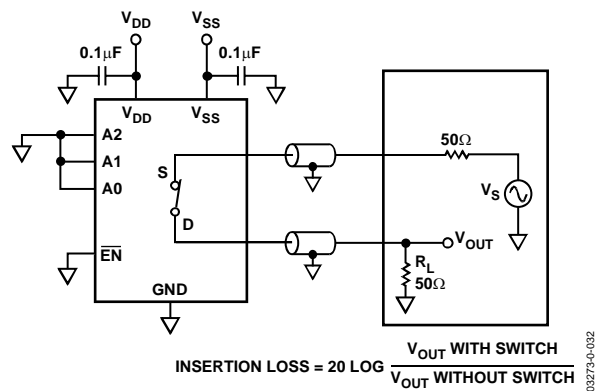 VDD
VSS
0.1μF
0.1μF
VDD
VSS
A2
A1
A0
EN
GND
S
D
50Ω
VS
VOUT
RL
50Ω
INSERTION LOSS = 20 LOG VOUT WITH SWITCH
VOUT WITHOUT SWITCH
03273-0-032